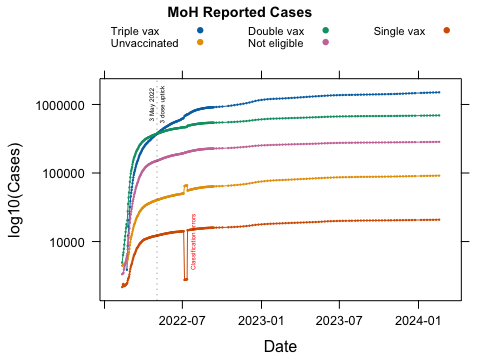 MoH Reported Cases
Triple vax
Double vax
Single vax
Unvaccinated
Not eligible
log10(Cases)
1000000
100000
10000
3 May 2022
3 dose uptick
Classification errors
2022-07
2023-01
2023-07
2024-01
Date